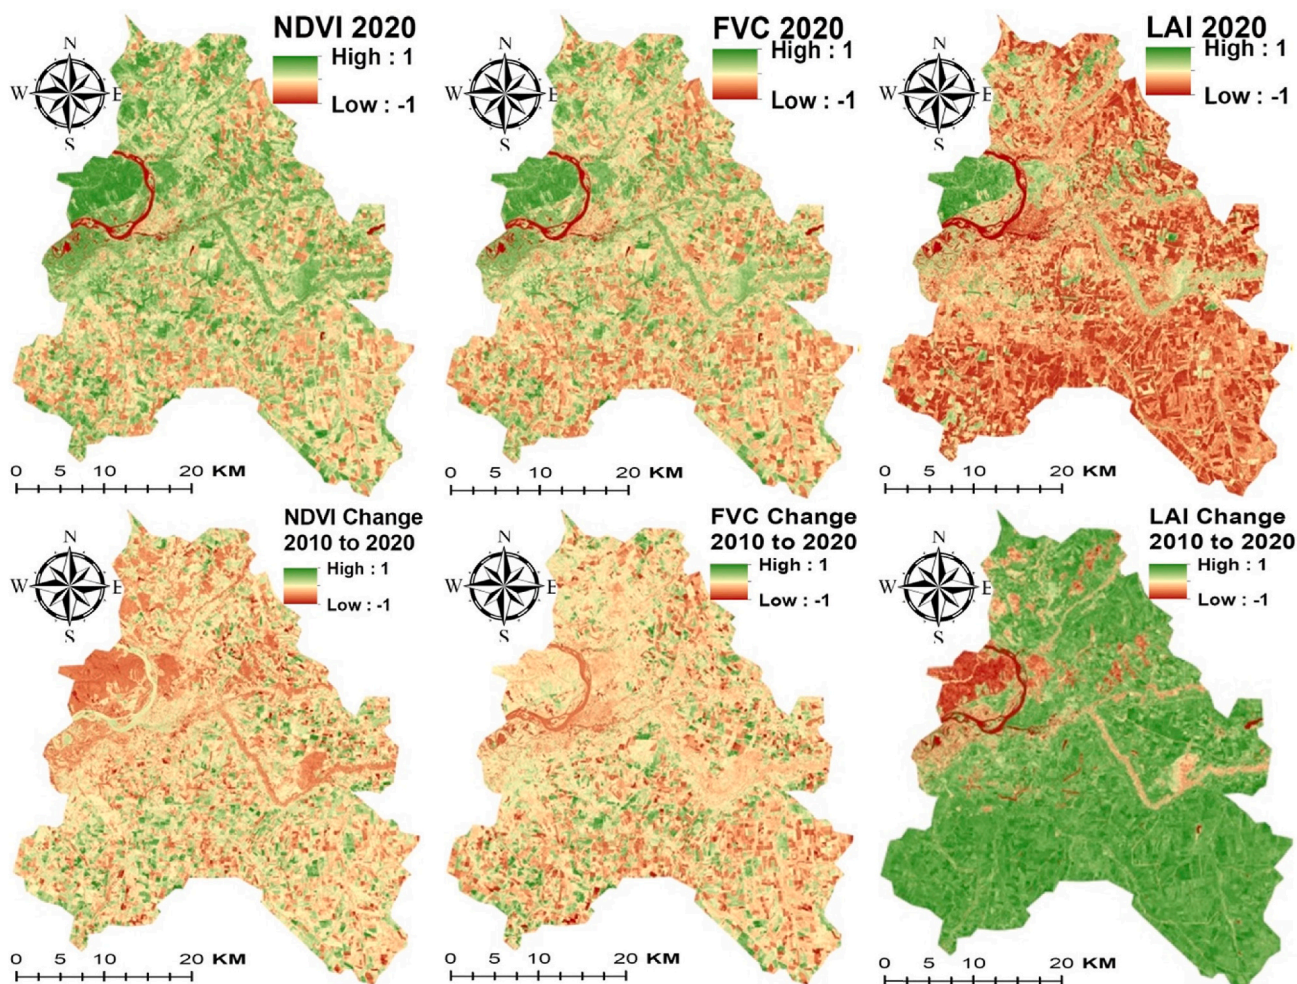 NDVI 2020
High : 1
Low : -1
N
W
E
S
0 5 10 20 KM
FVC 2020
High : 1
Low : -1
N
W
E
S
0 5 10 20 KM
LAI 2020
High : 1
Low : -1
N
W
E
S
0 5 10 20 KM
NDVI Change
2010 to 2020
High : 1
Low : -1
N
W
E
S
0 5 10 20 KM
FVC Change
2010 to 2020
High : 1
Low : -1
N
W
E
S
0 5 10 20 KM
LAI Change
2010 to 2020
High : 1
Low : -1
N
W
E
S
0 5 10 20 KM